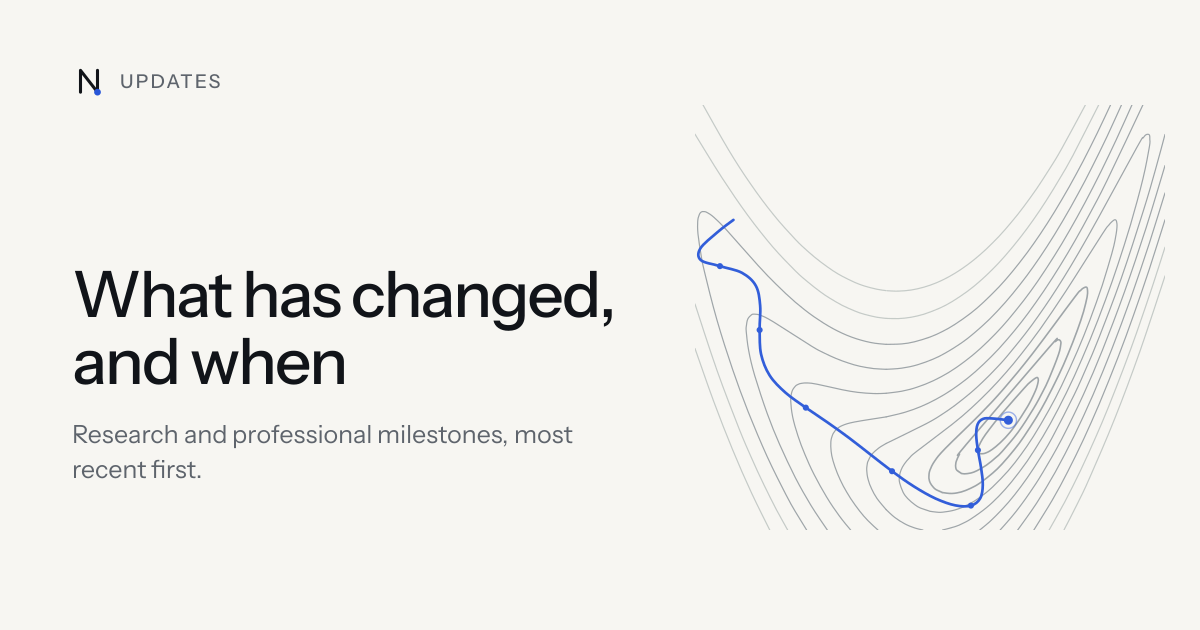 N UPDATES
What has changed,
and when
Research and professional milestones, most
recent first.